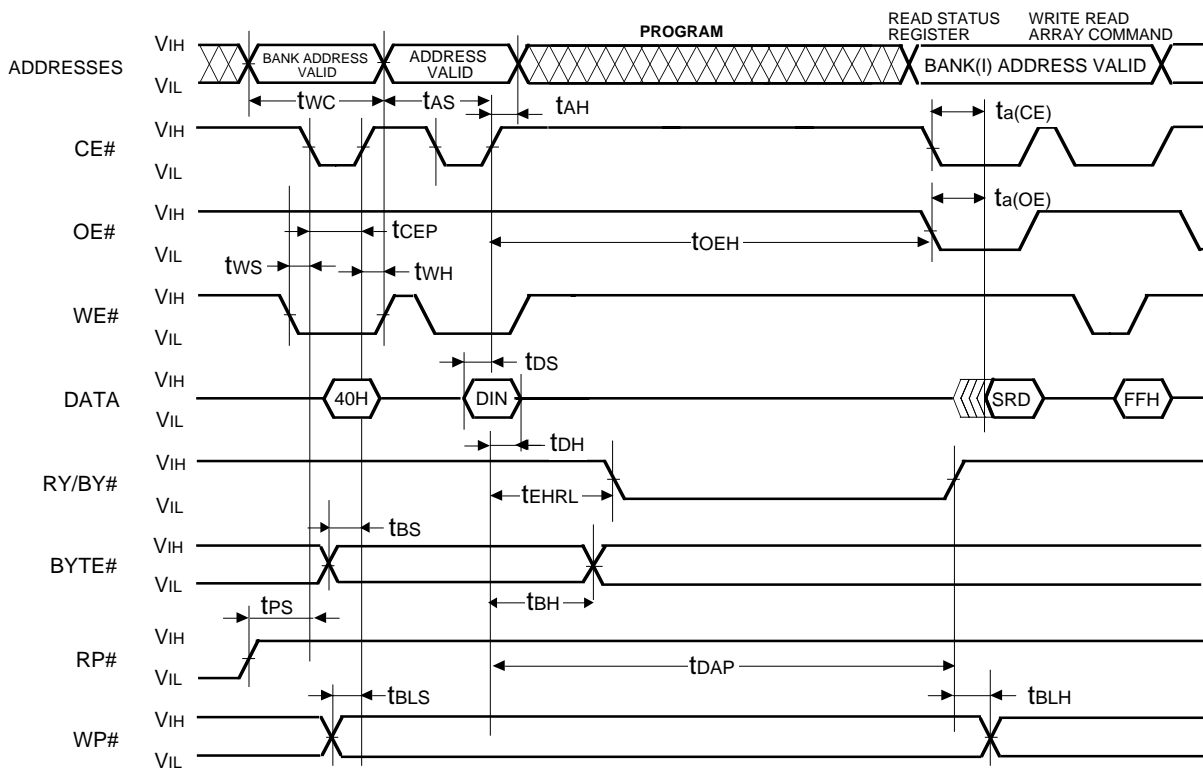 READ STATUS REGISTER
WRITE READ ARRAY COMMAND
PROGRAM
ADDRESSES
VIH
VIL
BANK ADDRESS VALID
ADDRESS VALID
BANK(I) ADDRESS VALID
tWC
tAS
tAH
ta(CE)
CE#
VIH
VIL
OE#
VIH
VIL
ta(OE)
tCEP
tOEH
tWS
tWH
WE#
VIH
VIL
tDS
DATA
VIH
VIL
40H
DIN
SRD
FFH
tDH
RY/BY#
VIH
VIL
tEHRL
tBS
BYTE#
VIH
VIL
tBH
tPS
RP#
VIH
VIL
tDAP
tBLS
tBLH
WP#
VIH
VIL